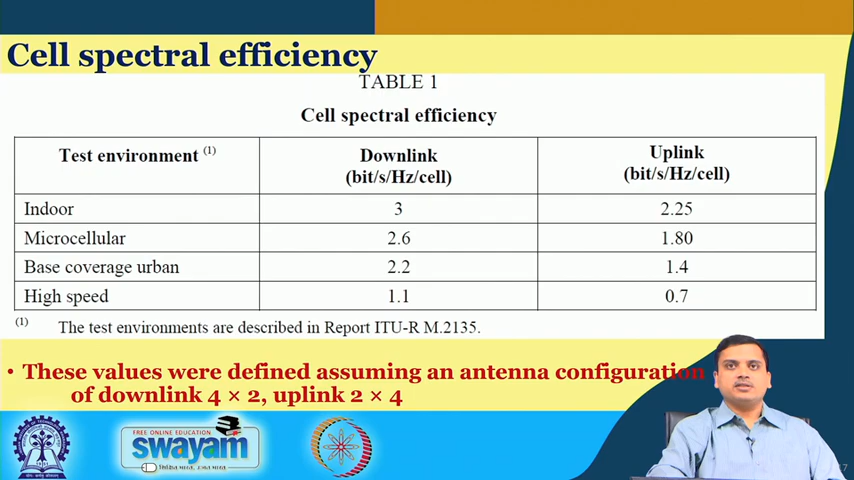 Cell spectral efficiency
TABLE 1
Cell spectral efficiency
Test environment (1) Downlink (bit/s/Hz/cell) Uplink (bit/s/Hz/cell)
Indoor 3 2.25
Microcellular 2.6 1.80
Base coverage urban 2.2 1.4
High speed 1.1 0.7
(1) The test environments are described in Report ITU-R M.2135.
• These values were defined assuming an antenna configuration
of downlink 4 × 2, uplink 2 × 4
FREE ONLINE EDUCATION
swayam